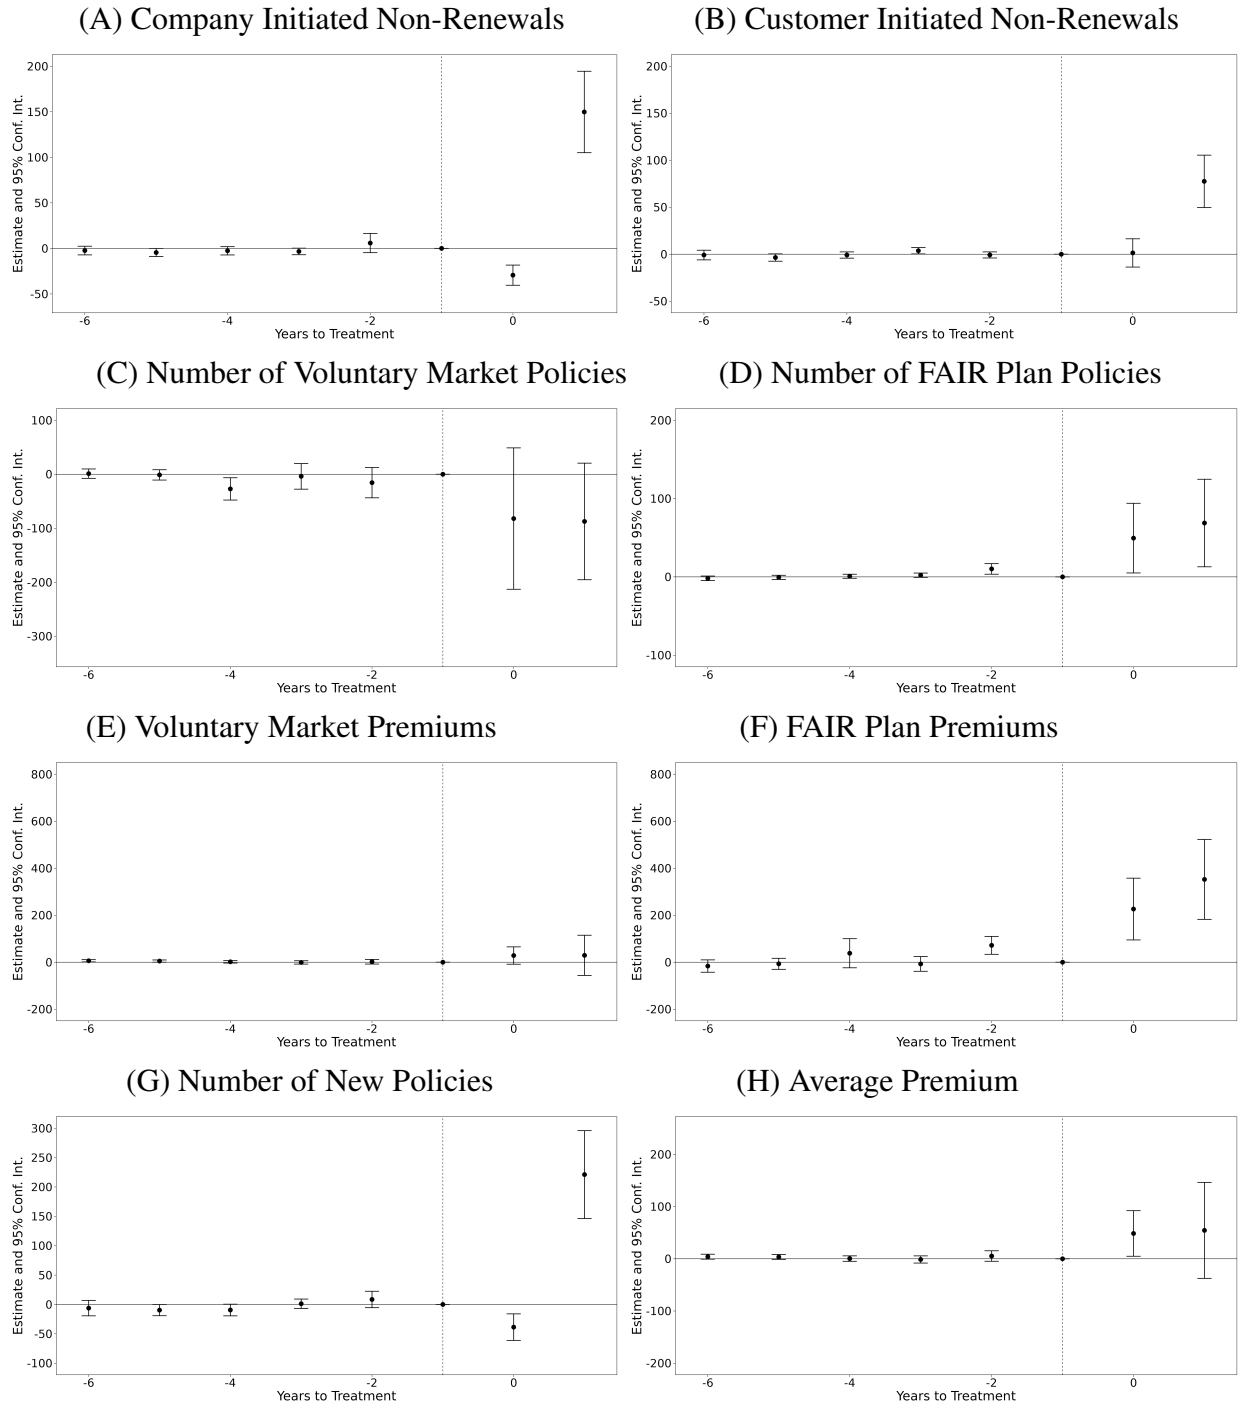 (A) Company Initiated Non-Renewals
200
150
100
50
0
-50
Estimate and 95% Conf. Int.
-6 -4 -2 0
Years to Treatment
(B) Customer Initiated Non-Renewals
200
150
100
50
0
-50
Estimate and 95% Conf. Int.
-6 -4 -2 0
Years to Treatment
(C) Number of Voluntary Market Policies
100
0
-100
-200
-300
Estimate and 95% Conf. Int.
-6 -4 -2 0
Years to Treatment
(D) Number of FAIR Plan Policies
200
100
0
-100
Estimate and 95% Conf. Int.
-6 -4 -2 0
Years to Treatment
(E) Voluntary Market Premiums
800
600
400
200
0
-200
Estimate and 95% Conf. Int.
-6 -4 -2 0
Years to Treatment
(F) FAIR Plan Premiums
800
600
400
200
0
-200
Estimate and 95% Conf. Int.
-6 -4 -2 0
Years to Treatment
(G) Number of New Policies
300
250
200
150
100
50
0
-50
-100
Estimate and 95% Conf. Int.
-6 -4 -2 0
Years to Treatment
(H) Average Premium
200
100
0
-100
-200
Estimate and 95% Conf. Int.
-6 -4 -2 0
Years to Treatment